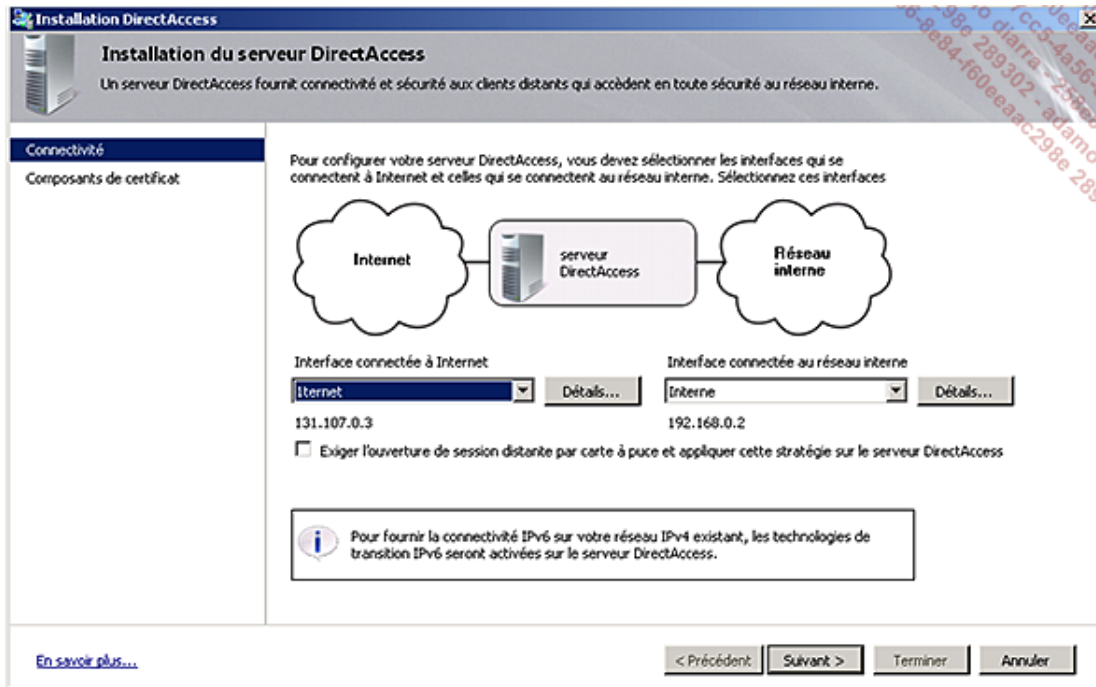 Installation DirectAccess
Installation du serveur DirectAccess
Un serveur DirectAccess fournit connectivité et sécurité aux clients distants qui accèdent en toute sécurité au réseau interne.
Connectivité
Composants de certificat
Pour configurer votre serveur DirectAccess, vous devez sélectionner les interfaces qui se
connectent à Internet et celles qui se connectent au réseau interne. Sélectionnez ces interfaces
Internet
serveur
DirectAccess
Réseau
interne
Interface connectée à Internet
Interface connectée au réseau interne
Iternet
Détails...
Interne
Détails...
131.107.0.3
192.168.0.2
Exiger l'ouverture de session distante par carte à puce et appliquer cette stratégie sur le serveur DirectAccess
Pour fournir la connectivité IPv6 sur votre réseau IPv4 existant, les technologies de
transition IPv6 seront activées sur le serveur DirectAccess.
En savoir plus...
< Précédent
Suivant >
Terminer
Annuler